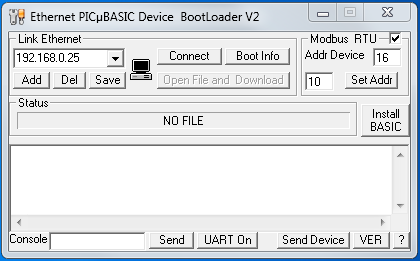 Ethernet PICµBASIC Device BootLoader V2
Link Ethernet
Modbus RTU
192.168.0.25
Connect
Boot Info
Addr Device
16
Add
Del
Save
Open File and Download
10
Set Addr
Status
NO FILE
Install
BASIC
Console
Send
UART On
Send Device
VER
?